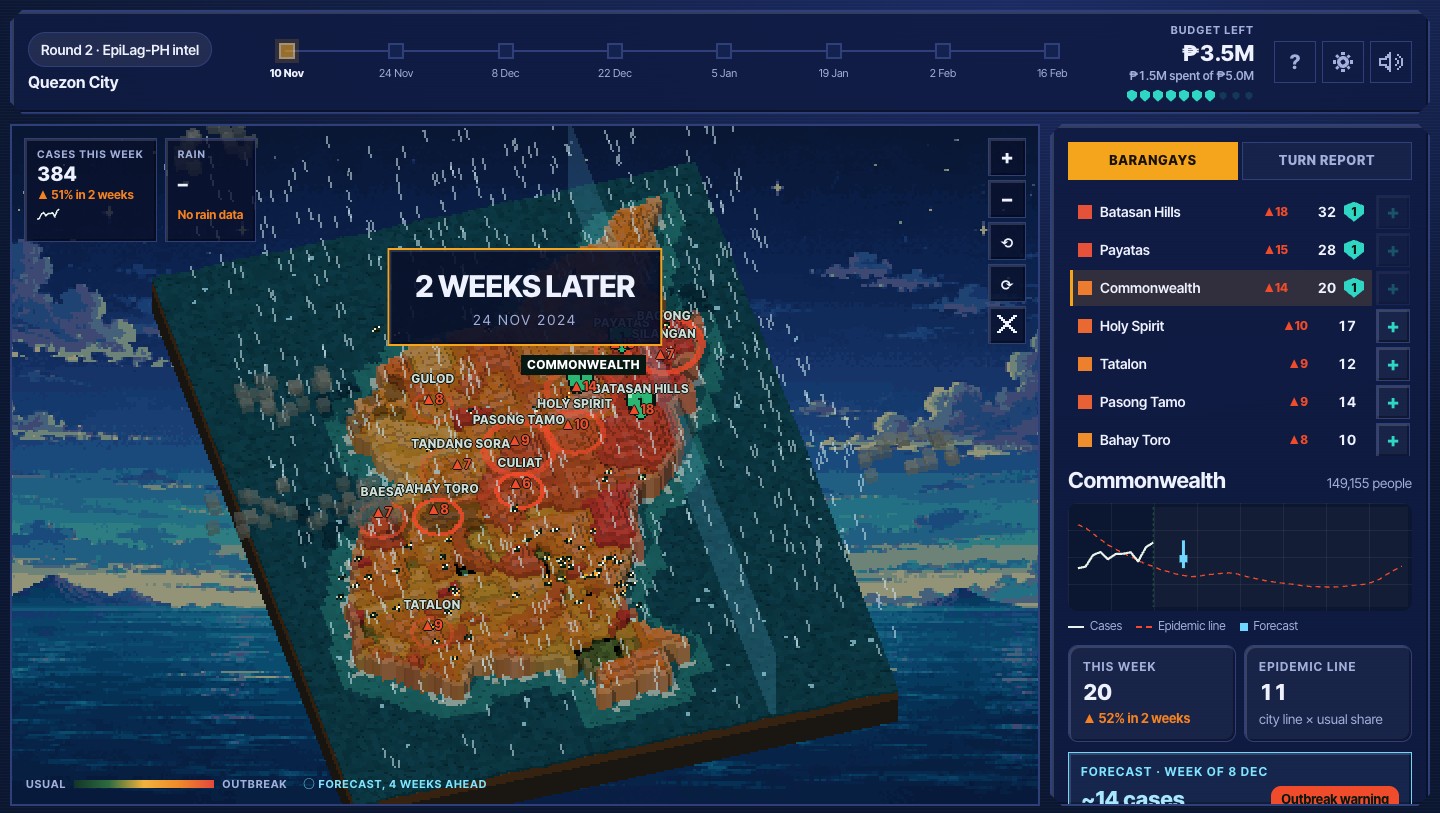 Round 2 · EpiLag-PH intel
Quezon City
10 Nov
24 Nov
8 Dec
22 Dec
5 Jan
19 Jan
2 Feb
16 Feb
BUDGET LEFT
₱3.5M
₱1.5M spent of ₱5.0M
?
CASES THIS WEEK
384
▲ 51% in 2 weeks
RAIN
–
No rain data
+
−
2 WEEKS LATER
24 NOV 2024
PAYATAS
BAGONG
SILANGAN
▲7
COMMONWEALTH
▲14
GULOD
▲8
BATASAN HILLS
▲18
HOLY SPIRIT
▲10
PASONG TAMO
▲9
TANDANG SORA
▲7
CULIAT
▲6
BAESA
▲7
BAHAY TORO
▲8
TATALON
▲9
USUAL
OUTBREAK
FORECAST, 4 WEEKS AHEAD
BARANGAYS
TURN REPORT
Batasan Hills ▲18 32 1
Payatas ▲15 28 1
Commonwealth ▲14 20 1
Holy Spirit ▲10 17 +
Tatalon ▲9 12 +
Pasong Tamo ▲9 14 +
Bahay Toro ▲8 10 +
Commonwealth
149,155 people
Cases
Epidemic line
Forecast
THIS WEEK
20
▲ 52% in 2 weeks
EPIDEMIC LINE
11
city line × usual share
FORECAST · WEEK OF 8 DEC
~14 cases
Outbreak warning